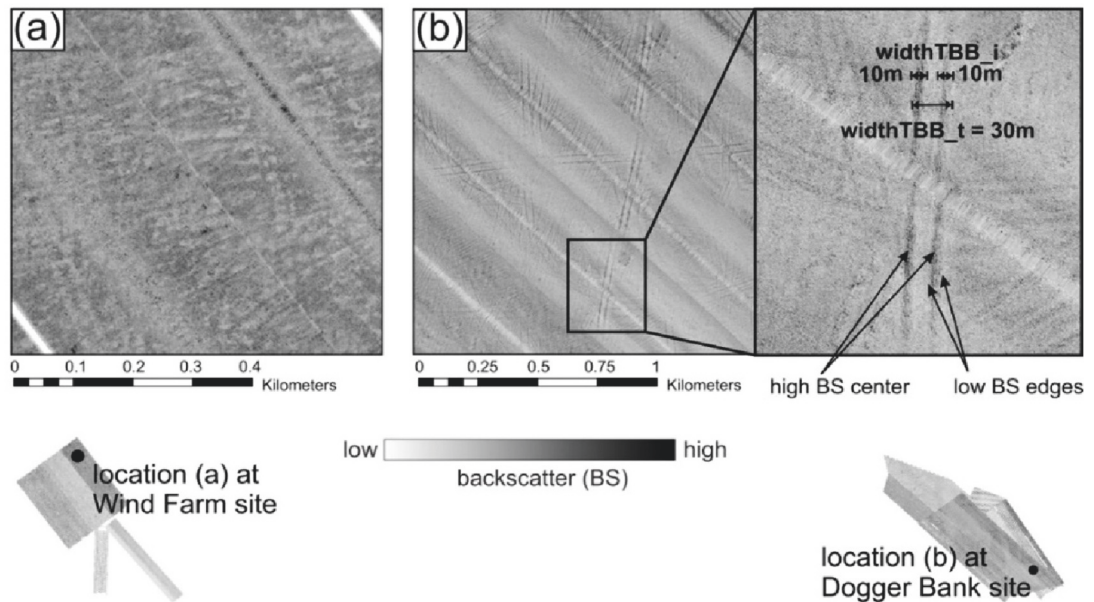 (a)
(b)
widthTBB_i
10m 10m
widthTBB_t = 30m
0 0.1 0.2 0.3 0.4
Kilometers
0 0.25 0.5 0.75 1
Kilometers
high BS center
low BS edges
low high
backscatter (BS)
location (a) at
Wind Farm site
location (b) at
Dogger Bank site